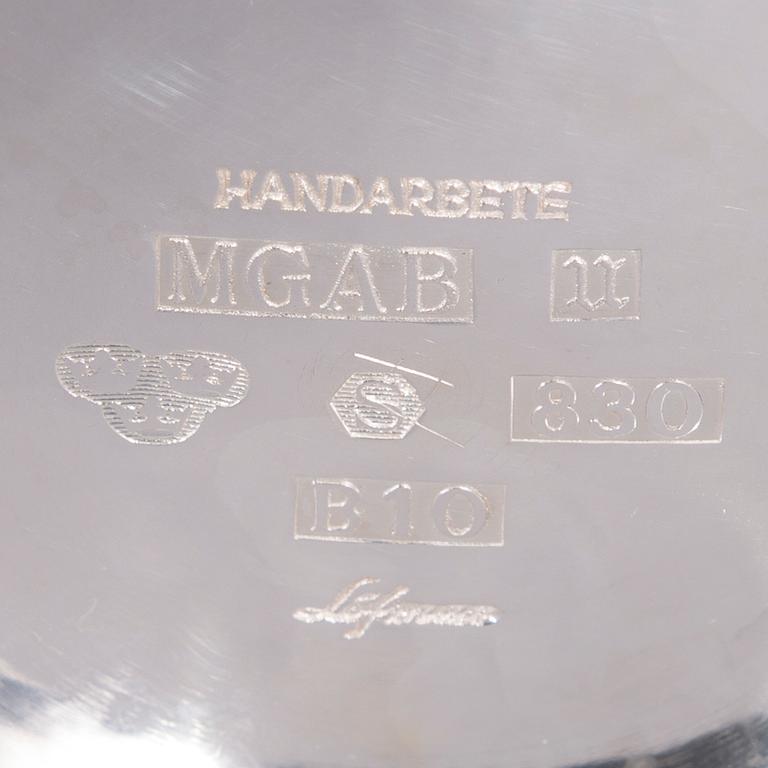 HANDARBETE
MGAB u
S 830
B10